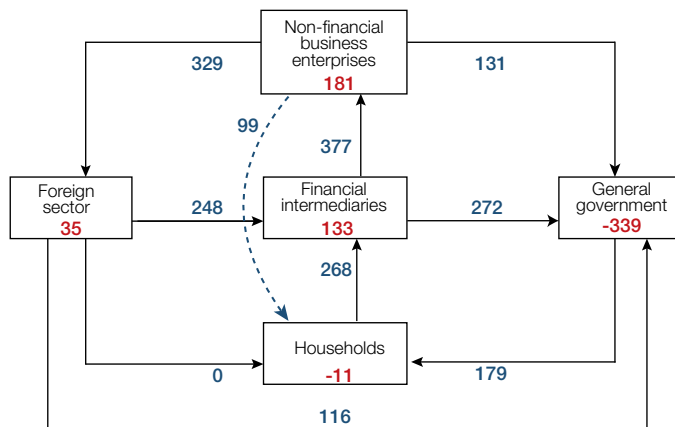 Non-financial
business
enterprises
181
329
131
99
377
Foreign
sector
35
248
Financial
intermediaries
133
272
General
government
-339
268
Households
-11
0
179
116